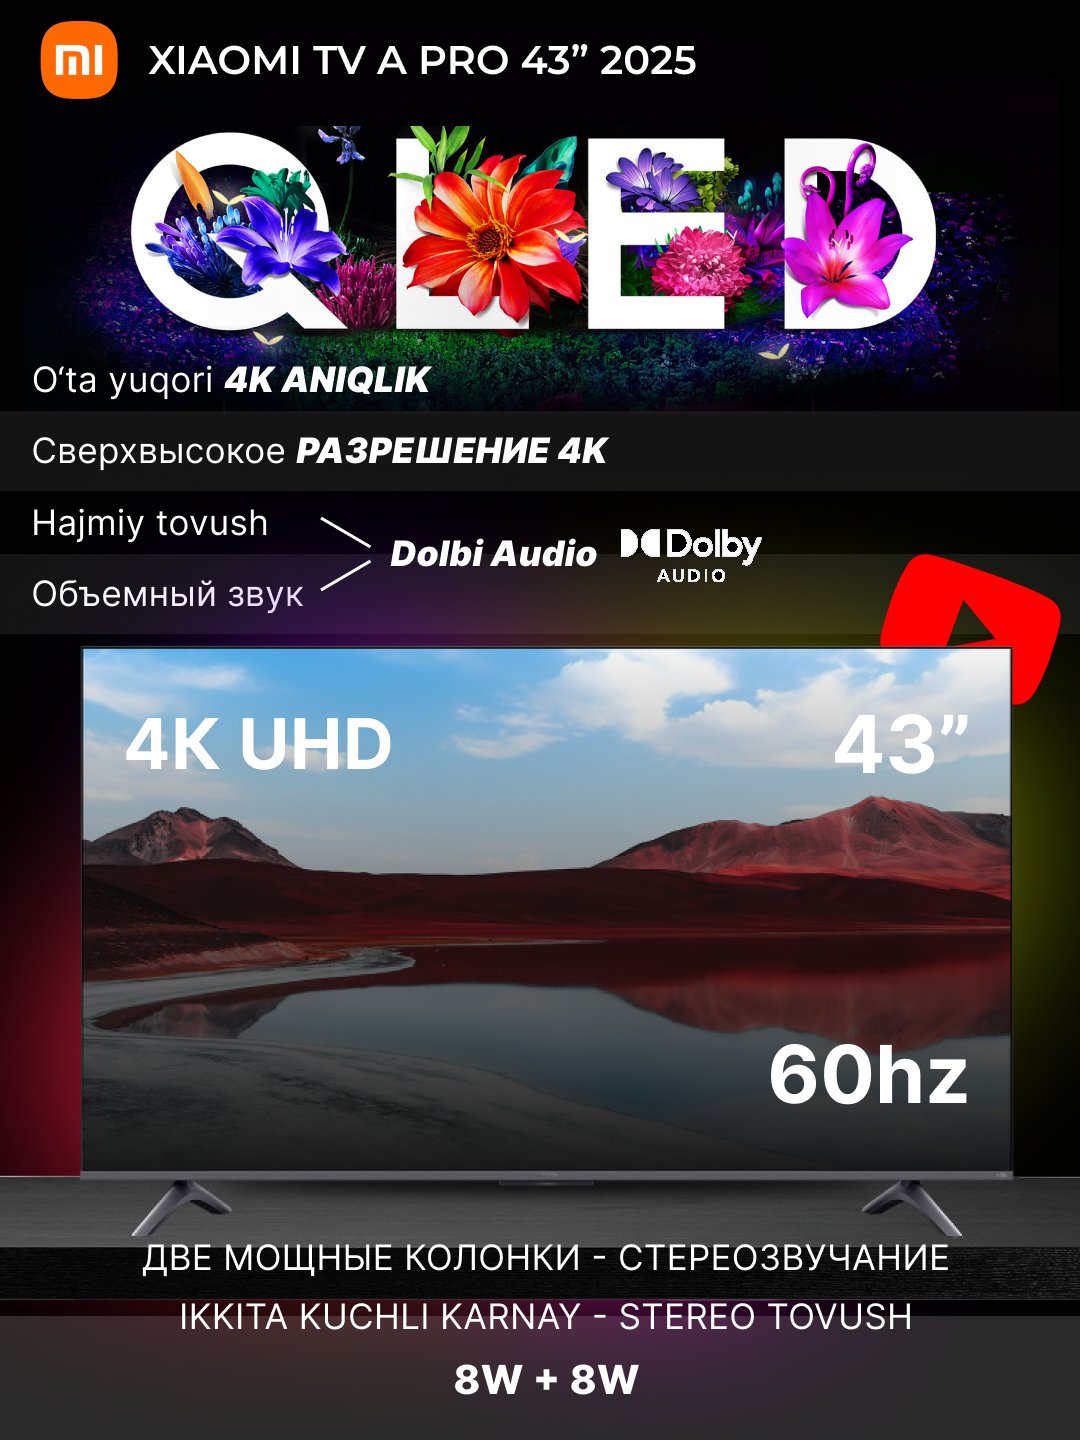 XIAOMI TV A PRO 43” 2025
QLED
O‘ta yuqori 4K ANIQLIK
Сверхвысокое РАЗРЕШЕНИЕ 4K
Hajmiy tovush
Объемный звук
Dolbi Audio
Dolby
AUDIO
4K UHD
43”
60hz
ДВЕ МОЩНЫЕ КОЛОНКИ - СТЕРЕОЗВУЧАНИЕ
IKKITA KUCHLI KARNAY - STEREO TOVUSH
8W + 8W